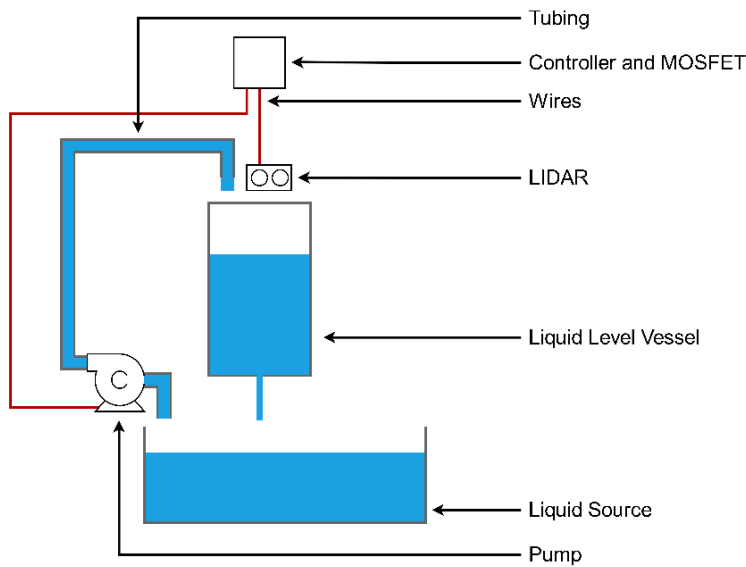 Tubing
Controller and MOSFET
Wires
LIDAR
Liquid Level Vessel
Liquid Source
Pump